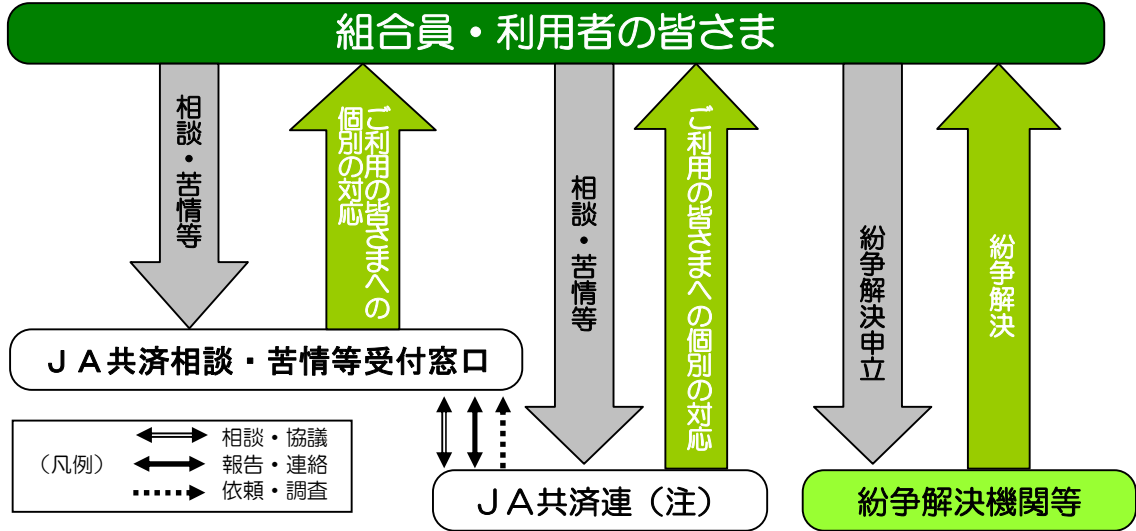 組合員・利用者の皆さま
相談・苦情等
ご利用の皆さまへの
個別の対応
相談・苦情等
ご利用の皆さまへの個別の対応
紛争解決申立
紛争解決
JA共済相談・苦情等受付窓口
(凡例)
相談・協議
報告・連絡
依頼・調査
JA共済連(注)
紛争解決機関等